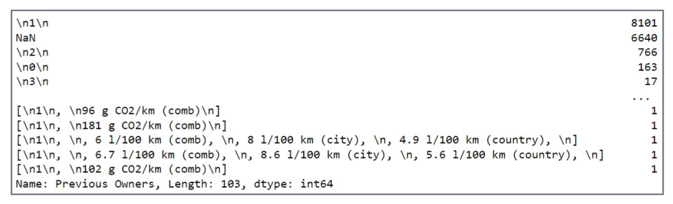 \n1\n 8101
NaN 6640
\n2\n 766
\n0\n 163
\n3\n 17
...
[\n1\n, \n96 g CO2/km (comb)\n] 1
[\n1\n, \n181 g CO2/km (comb)\n] 1
[\n1\n, \n, 6 l/100 km (comb), \n, 8 l/100 km (city), \n, 4.9 l/100 km (country), \n] 1
[\n1\n, \n, 6.7 l/100 km (comb), \n, 8.6 l/100 km (city), \n, 5.6 l/100 km (country), \n] 1
[\n1\n, \n102 g CO2/km (comb)\n] 1
Name: Previous Owners, Length: 103, dtype: int64